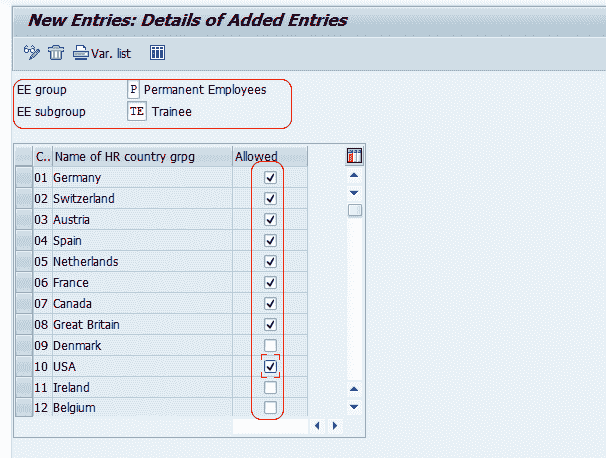 New Entries: Details of Added Entries
Var. list
EE group P Permanent Employees
EE subgroup TE Trainee
C.. Name of HR country grpg Allowed
01 Germany
02 Switzerland
03 Austria
04 Spain
05 Netherlands
06 France
07 Canada
08 Great Britain
09 Denmark
10 USA
11 Ireland
12 Belgium